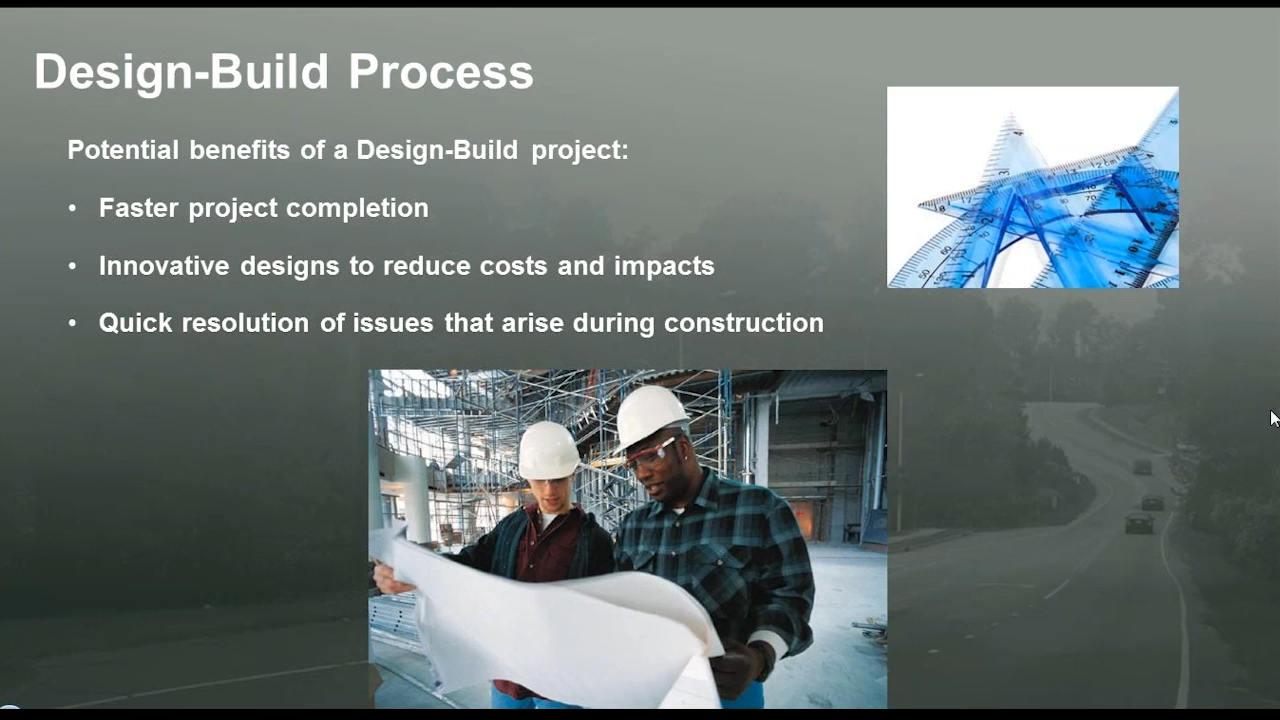 Design-Build Process
Potential benefits of a Design-Build project:
• Faster project completion
• Innovative designs to reduce costs and impacts
• Quick resolution of issues that arise during construction